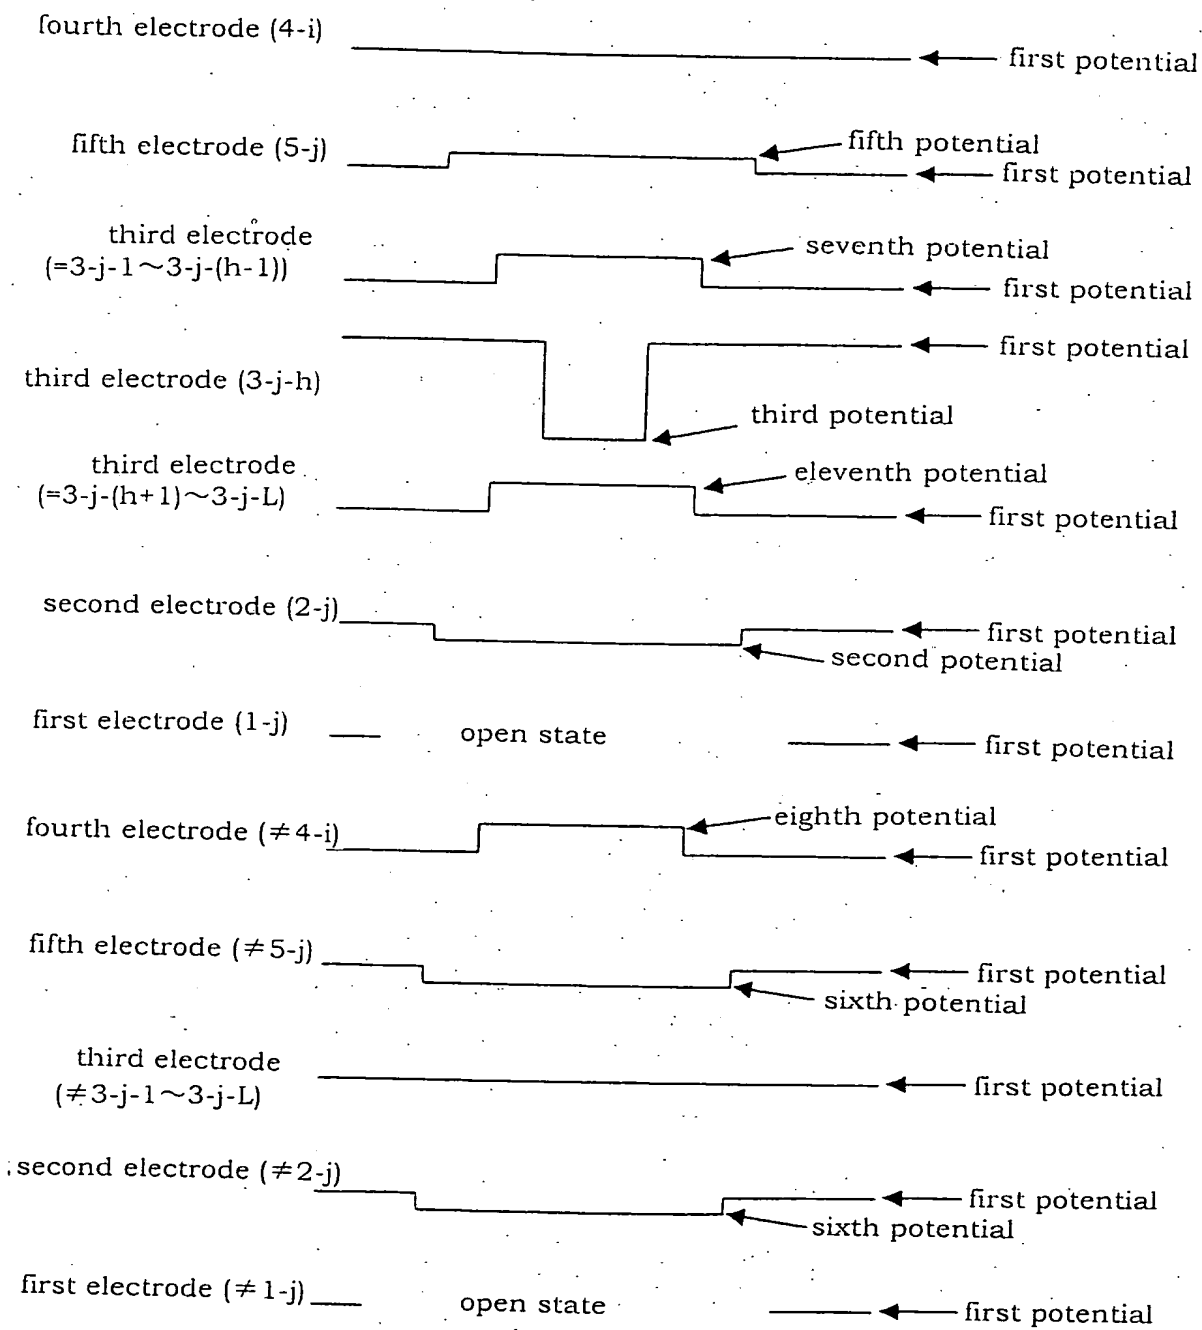 fourth electrode (4-i)
first potential
fifth electrode (5-j)
fifth potential
first potential
third electrode
(=3-j-1~3-j-(h-1))
seventh potential
first potential
first potential
third electrode (3-j-h)
third potential
third electrode
(=3-j-(h+1)~3-j-L)
eleventh potential
first potential
second electrode (2-j)
first potential
second potential
first electrode (1-j)
open state
first potential
fourth electrode (≠4-i)
eighth potential
first potential
fifth electrode (≠5-j)
first potential
sixth potential
third electrode
(≠3-j-1~3-j-L)
first potential
second electrode (≠2-j)
first potential
sixth potential
first electrode (≠1-j)
open state
first potential